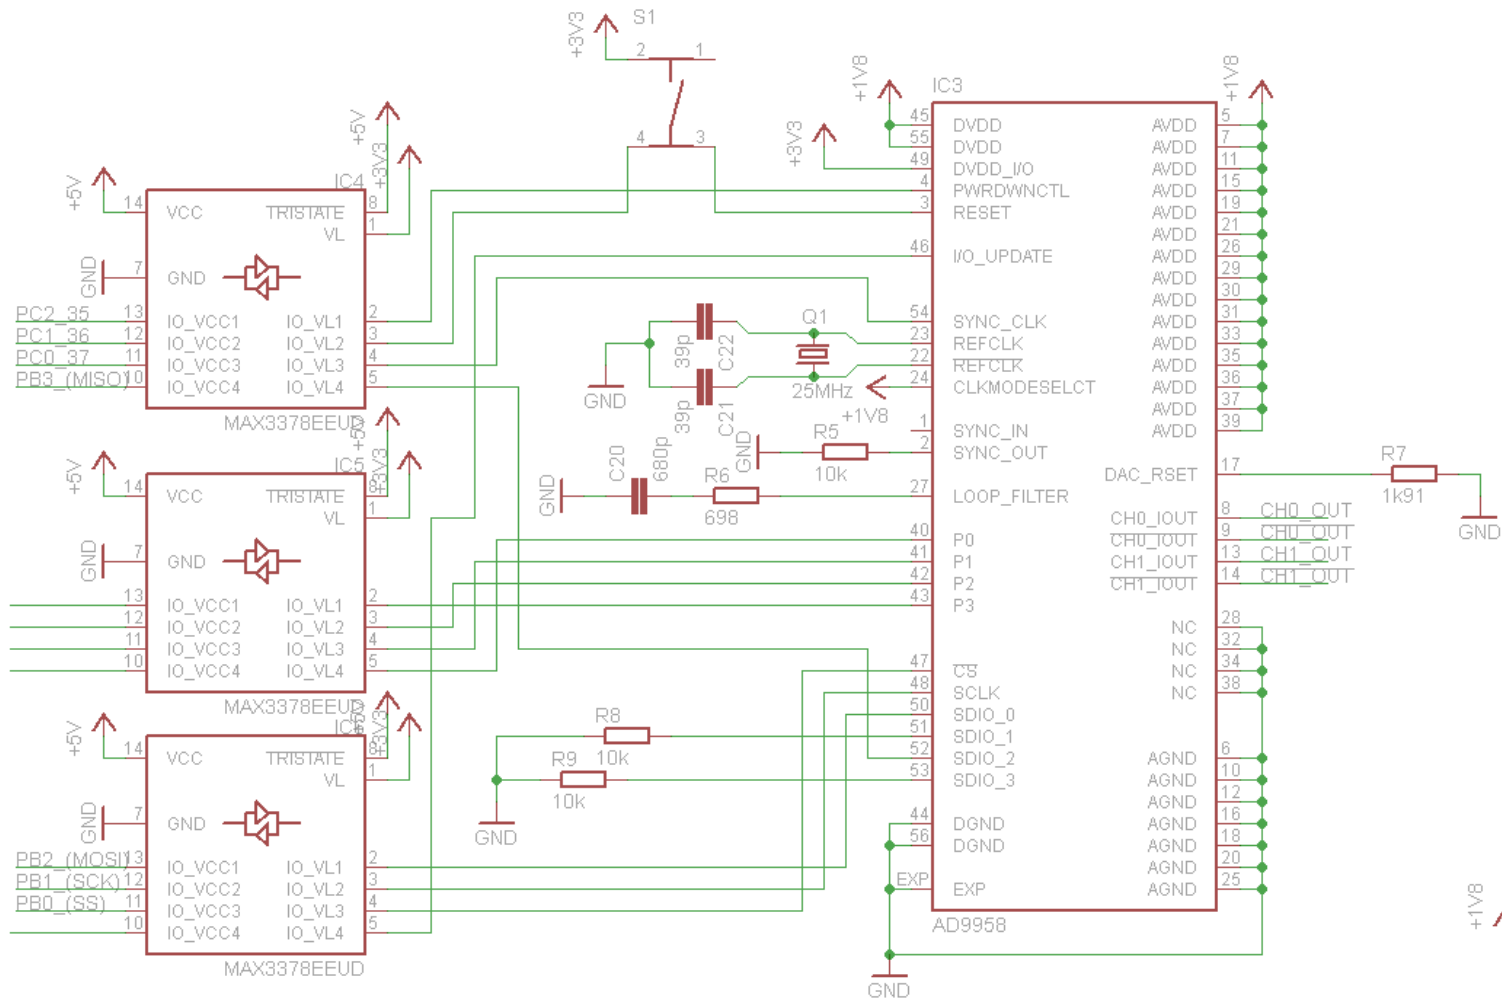 +3V3
S1
2
1
4
3
+5V
+3V3
+5V
IC4
14
VCC
TRISTATE
8
VL
1
GND
7
GND
PC2_35
13
IO_VCC1
IO_VL1
2
PC1_36
12
IO_VCC2
IO_VL2
3
PC0_37
11
IO_VCC3
IO_VL3
4
PB3_(MISO)
10
IO_VCC4
IO_VL4
5
MAX3378EEUD
+5V
+3V3
+5V
IC5
14
VCC
TRISTATE
8
VL
1
GND
7
GND
13
IO_VCC1
IO_VL1
2
12
IO_VCC2
IO_VL2
3
11
IO_VCC3
IO_VL3
4
10
IO_VCC4
IO_VL4
5
MAX3378EEUD
+3V3
+5V
14
VCC
TRISTATE
8
VL
1
GND
7
GND
PB2_(MOSI)
13
IO_VCC1
IO_VL1
2
PB1_(SCK)
12
IO_VCC2
IO_VL2
3
PB0_(SS)
11
IO_VCC3
IO_VL3
4
10
IO_VCC4
IO_VL4
5
MAX3378EEUD
39p
C22
39p
C21
GND
Q1
25MHz
+1V8
GND
R5
10k
GND
C20
680p
R6
698
R8
10k
R9
10k
GND
+1V8
+3V3
IC3
+1V8
45
DVDD
AVDD
5
55
DVDD
AVDD
7
49
DVDD_I/O
AVDD
11
4
PWRDWNCTL
AVDD
15
3
RESET
AVDD
19
AVDD
21
46
I/O_UPDATE
AVDD
26
AVDD
29
AVDD
30
54
SYNC_CLK
AVDD
31
23
REFCLK
AVDD
33
22
REFCLK
AVDD
35
24
CLKMODESELCT
AVDD
36
AVDD
37
1
SYNC_IN
AVDD
39
2
SYNC_OUT
DAC_RSET
17
R7
1k91
GND
27
LOOP_FILTER
CH0_IOUT
8
CH0_OUT
40
P0
CH0_IOUT
9
CH0_OUT
41
P1
CH1_IOUT
13
CH1_OUT
42
P2
CH1_IOUT
14
CH1_OUT
43
P3
NC
28
NC
32
47
CS
NC
34
48
SCLK
NC
38
50
SDIO_0
51
SDIO_1
52
SDIO_2
AGND
6
53
SDIO_3
AGND
10
AGND
12
44
DGND
AGND
16
56
DGND
AGND
18
AGND
20
EXP
EXP
AGND
25
AD9958
GND
+1V8